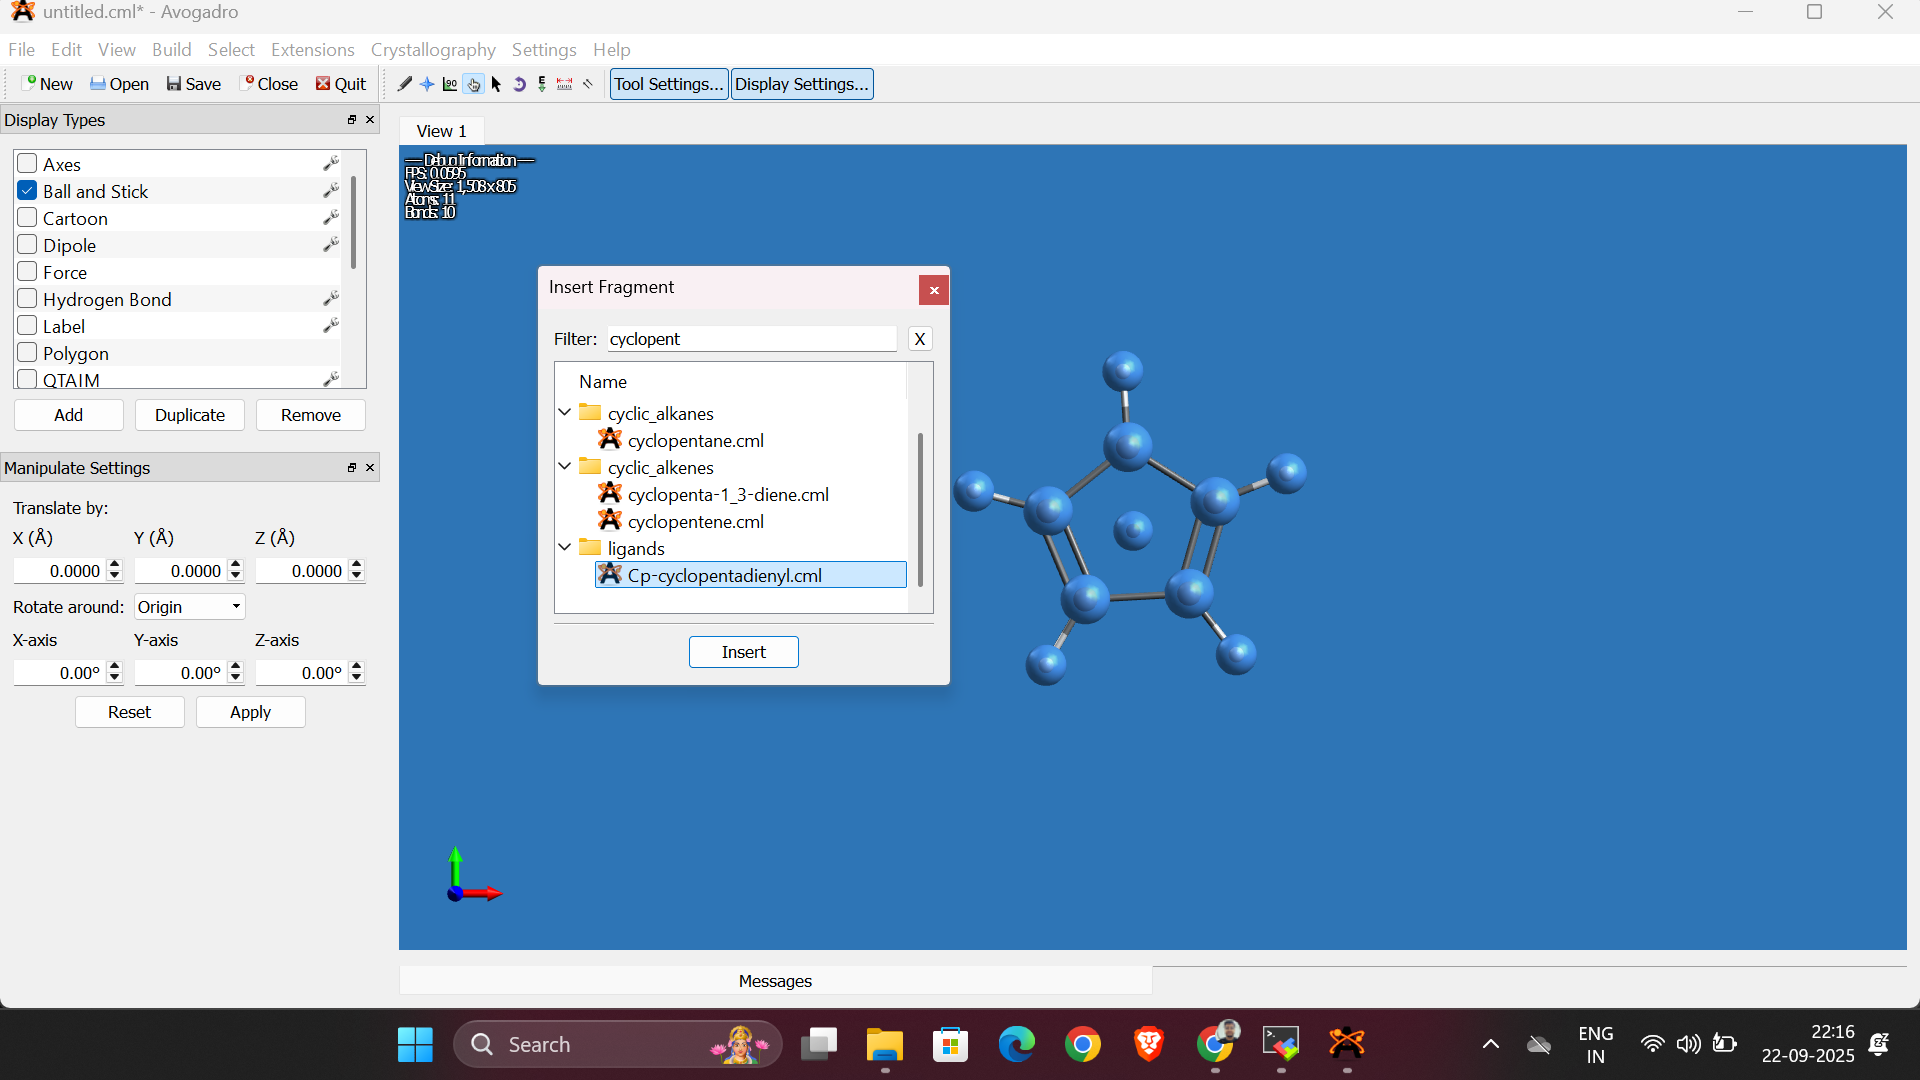 untitled.cml* - Avogadro
File Edit View Build Select Extensions Crystallography Settings Help
New Open Save Close Quit 90 E Tool Settings... Display Settings...
Display Types
Axes
Ball and Stick
Cartoon
Dipole
Force
Hydrogen Bond
Label
Polygon
QTAIM
Add Duplicate Remove
Manipulate Settings
Translate by:
X (Å) Y (Å) Z (Å)
0.0000 0.0000 0.0000
Rotate around: Origin
X-axis Y-axis Z-axis
0.00° 0.00° 0.00°
Reset Apply
View 1
---- Debug Information ----
FPS: 0.0595
View Size: 1,508 x 805
Atoms: 11
Bonds: 10
Insert Fragment
Filter: cyclopent X
Name
cyclic_alkanes
cyclopentane.cml
cyclic_alkenes
cyclopenta-1_3-diene.cml
cyclopentene.cml
ligands
Cp-cyclopentadienyl.cml
Insert
Messages
Search
ENG
IN
22:16
22-09-2025